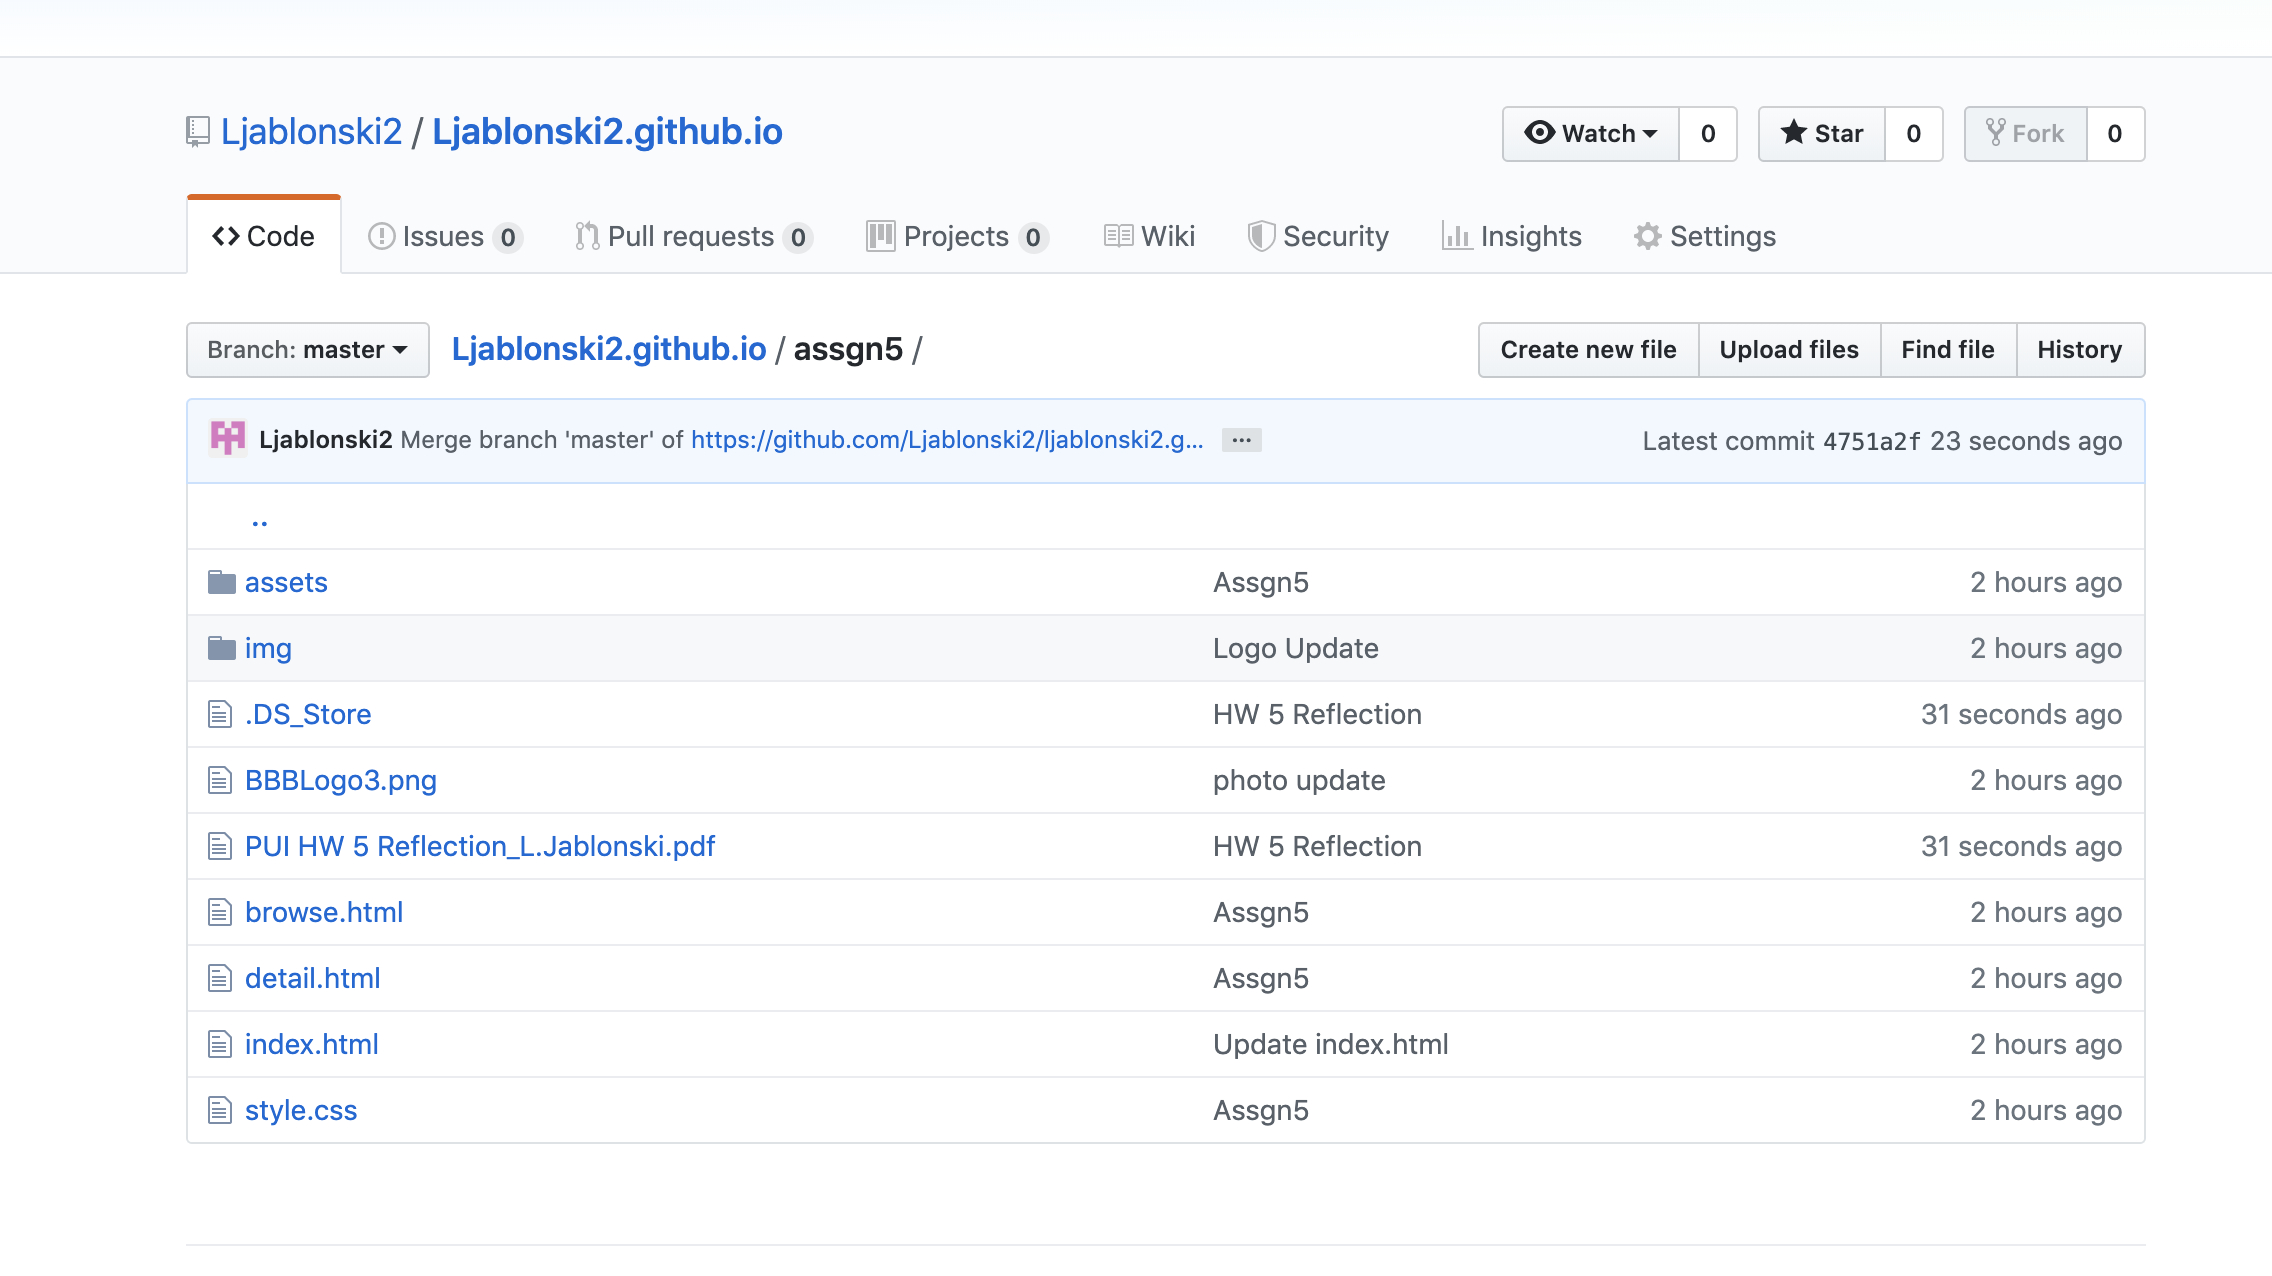 Ljablonski2 / Ljablonski2.github.io Watch 0 Star 0 Fork 0
Code Issues 0 Pull requests 0 Projects 0 Wiki Security Insights Settings
Branch: master Ljablonski2.github.io / assgn5 / Create new file Upload files Find file History
Ljablonski2 Merge branch 'master' of https://github.com/Ljablonski2/ljablonski2.g... ... Latest commit 4751a2f 23 seconds ago
..
assets Assgn5 2 hours ago
img Logo Update 2 hours ago
.DS_Store HW 5 Reflection 31 seconds ago
BBBLogo3.png photo update 2 hours ago
PUI HW 5 Reflection_L.Jablonski.pdf HW 5 Reflection 31 seconds ago
browse.html Assgn5 2 hours ago
detail.html Assgn5 2 hours ago
index.html Update index.html 2 hours ago
style.css Assgn5 2 hours ago